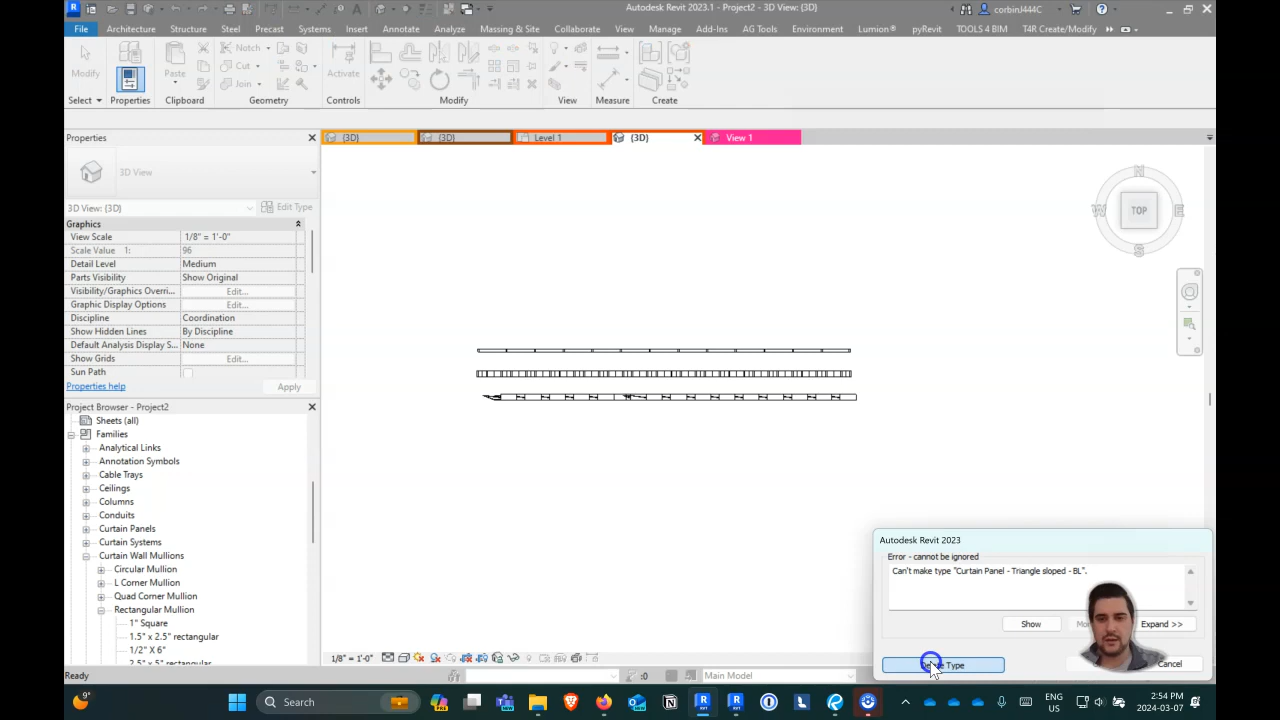 Autodesk Revit 2023.1 - Project2 - 3D View: {3D}
corbinJ444C
File
Architecture
Structure
Steel
Precast
Systems
Insert
Annotate
Analyze
Massing & Site
Collaborate
View
Manage
Add-Ins
AG Tools
Environment
Lumion®
pyRevit
TOOLS 4 BIM
T4R Create/Modify
Modify
Paste
Notch
Cut
Join
Activate
Select
Properties
Clipboard
Geometry
Controls
Modify
View
Measure
Create
Properties
{3D}
{3D}
Level 1
{3D}
View 1
3D View
3D View: {3D}
Edit Type
Graphics
View Scale 1/8" = 1'-0"
Scale Value 1: 96
Detail Level Medium
Parts Visibility Show Original
Visibility/Graphics Overri... Edit...
Graphic Display Options Edit...
Discipline Coordination
Show Hidden Lines By Discipline
Default Analysis Display S... None
Show Grids Edit...
Sun Path
Properties help
Apply
N
W
TOP
E
S
Project Browser - Project2
Sheets (all)
Families
Analytical Links
Annotation Symbols
Cable Trays
Ceilings
Columns
Conduits
Curtain Panels
Curtain Systems
Curtain Wall Mullions
Circular Mullion
L Corner Mullion
Quad Corner Mullion
Rectangular Mullion
1" Square
1.5" x 2.5" rectangular
1/2" X 6"
2.5" x 5" rectangular
Autodesk Revit 2023
Error - cannot be ignored
Can't make type "Curtain Panel - Triangle sloped - BL".
Show
Expand >>
Type
Cancel
1/8" = 1'-0"
Ready
:0
Main Model
9°
Search
ENG
US
2:54 PM
2024-03-07